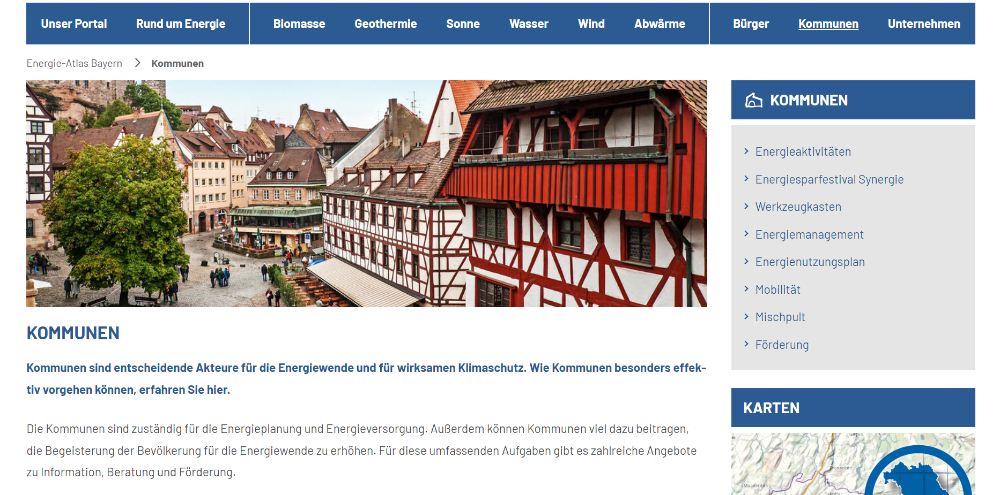 Unser Portal Rund um Energie Biomasse Geothermie Sonne Wasser Wind Abwärme Bürger Kommunen Unternehmen
Energie-Atlas Bayern > Kommunen
KOMMUNEN
Kommunen sind entscheidende Akteure für die Energiewende und für wirksamen Klimaschutz. Wie Kommunen besonders effek-
tiv vorgehen können, erfahren Sie hier.
Die Kommunen sind zuständig für die Energieplanung und Energieversorgung. Außerdem können Kommunen viel dazu beitragen,
die Begeisterung der Bevölkerung für die Energiewende zu erhöhen. Für diese umfassenden Aufgaben gibt es zahlreiche Angebote
zu Information, Beratung und Förderung.
KOMMUNEN
Energieaktivitäten
Energiesparfestival Synergie
Werkzeugkasten
Energiemanagement
Energienutzungsplan
Mobilität
Mischpult
Förderung
KARTEN
Moosreiten